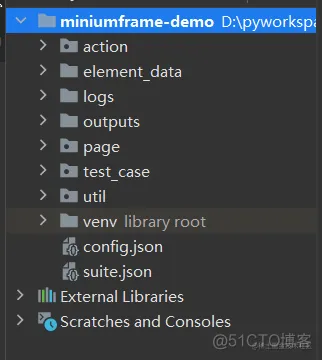 miniumframe-demo D:\pyworkspa
action
element_data
logs
outputs
page
test_case
util
venv library root
config.json
suite.json
External Libraries
Scratches and Consoles
@51CTO博客